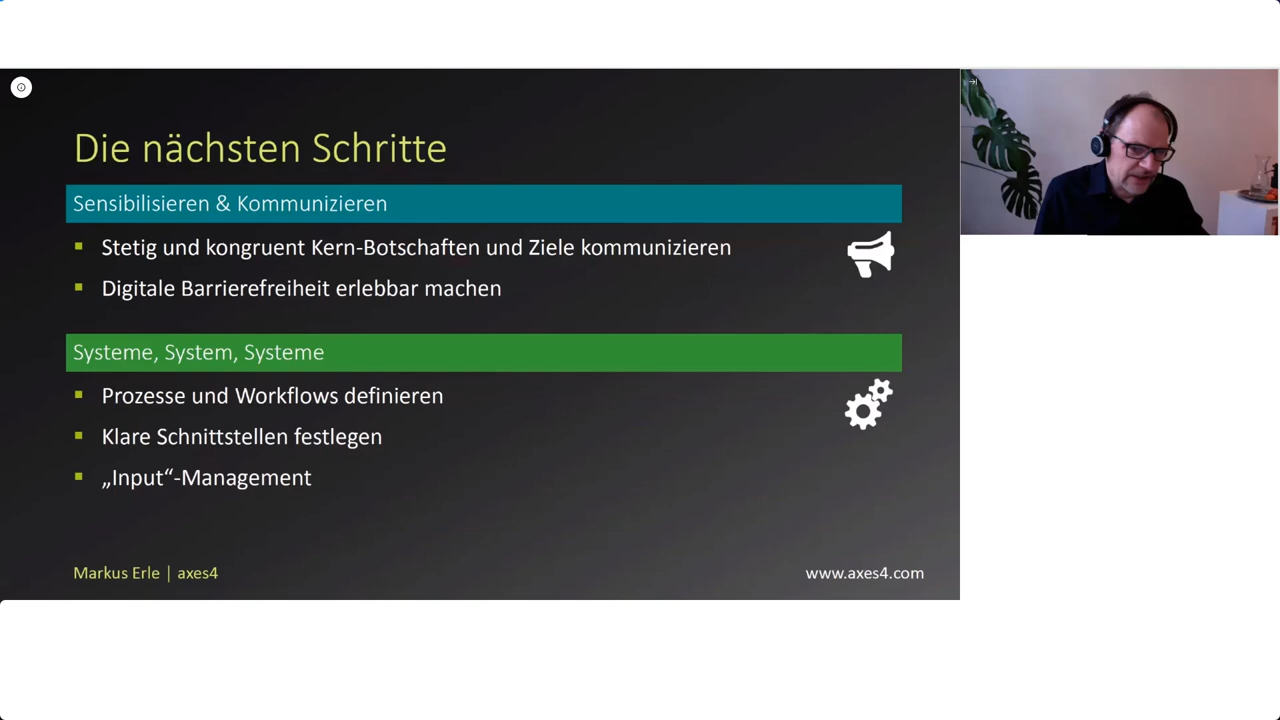 Die nächsten Schritte
Sensibilisieren & Kommunizieren
Stetig und kongruent Kern-Botschaften und Ziele kommunizieren
Digitale Barrierefreiheit erlebbar machen
Systeme, System, Systeme
Prozesse und Workflows definieren
Klare Schnittstellen festlegen
„Input“-Management
Markus Erle | axes4
www.axes4.com